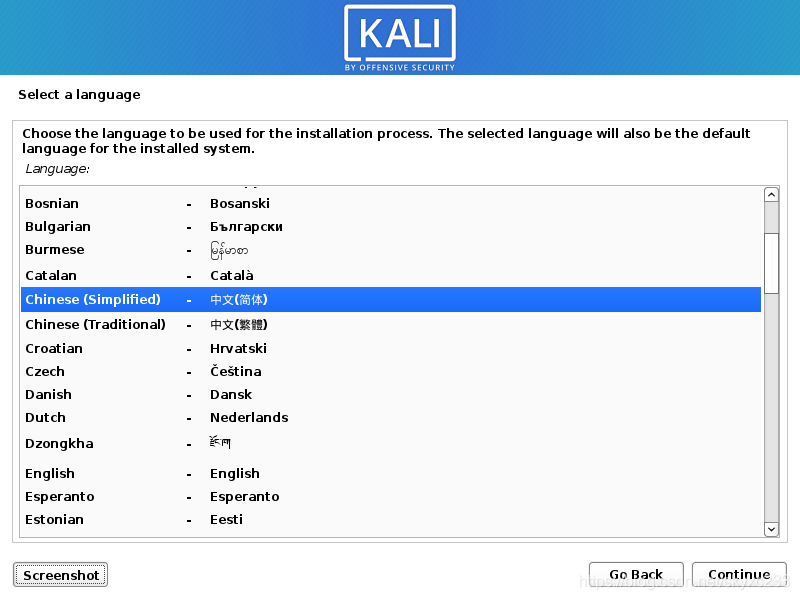 KALI
BY OFFENSIVE SECURITY
Select a language
Choose the language to be used for the installation process. The selected language will also be the default
language for the installed system.
Language:
Bosnian - Bosanski
Bulgarian - Български
Burmese - မြန်မာစာ
Catalan - Català
Chinese (Simplified) - 中文(简体)
Chinese (Traditional) - 中文(繁體)
Croatian - Hrvatski
Czech - Čeština
Danish - Dansk
Dutch - Nederlands
Dzongkha - རྫོང་ཁ།
English - English
Esperanto - Esperanto
Estonian - Eesti
Screenshot Go Back Continue